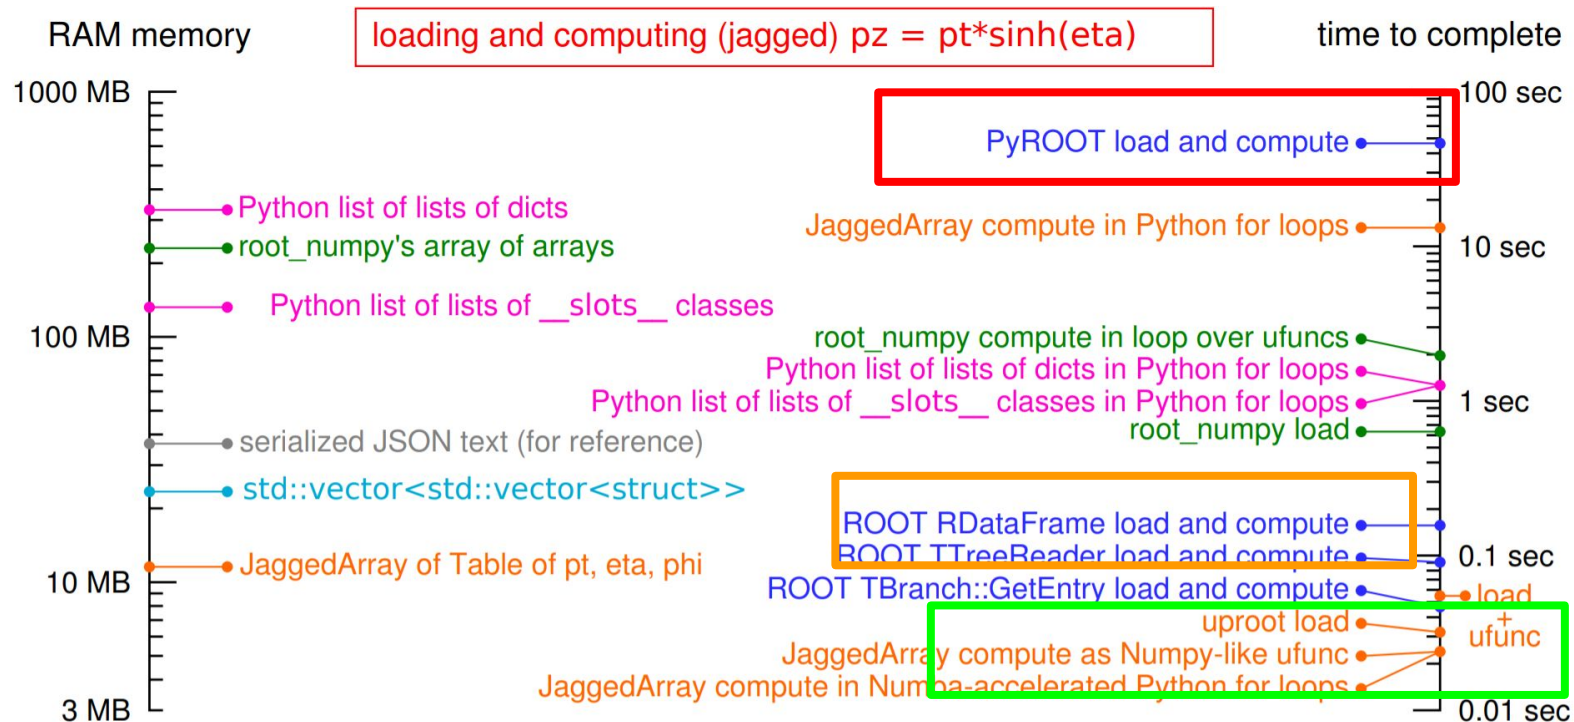 RAM memory
loading and computing (jagged) pz = pt*sinh(eta)
time to complete
1000 MB
100 MB
10 MB
3 MB
Python list of lists of dicts
root_numpy's array of arrays
Python list of lists of __slots__ classes
serialized JSON text (for reference)
std::vector<std::vector<struct>>
JaggedArray of Table of pt, eta, phi
PyROOT load and compute
JaggedArray compute in Python for loops
root_numpy compute in loop over ufuncs
Python list of lists of dicts in Python for loops
Python list of lists of __slots__ classes in Python for loops
root_numpy load
ROOT RDataFrame load and compute
ROOT TTreeReader load and compute
ROOT TBranch::GetEntry load and compute
uproot load
JaggedArray compute as Numpy-like ufunc
JaggedArray compute in Numba-accelerated Python for loops
100 sec
10 sec
1 sec
0.1 sec
load
+
ufunc
0.01 sec